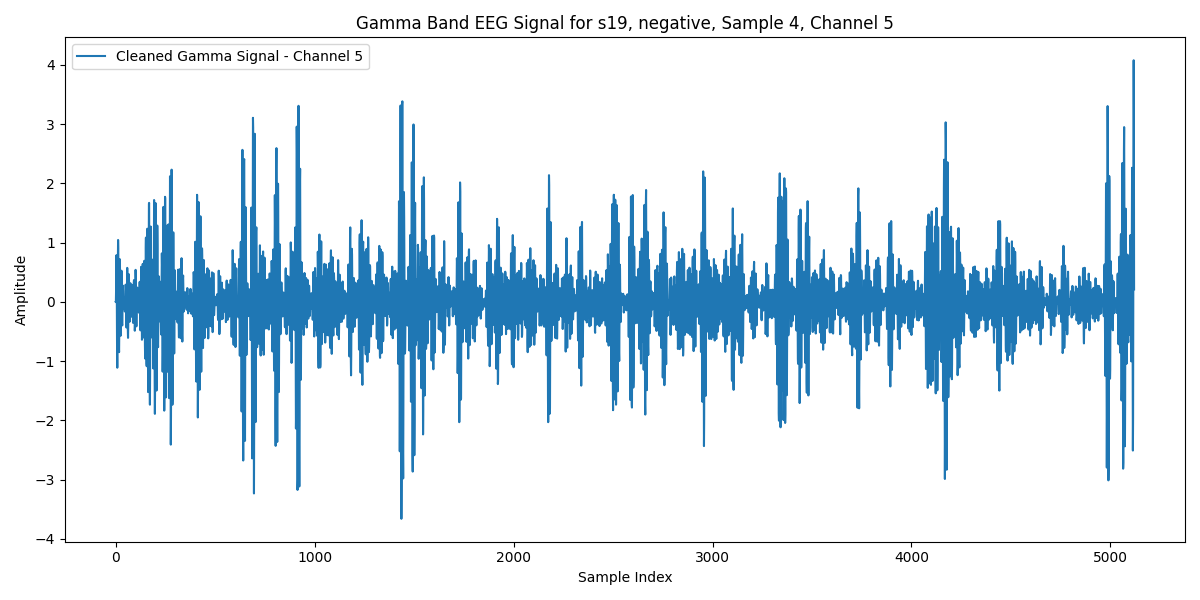 Gamma Band EEG Signal for s19, negative, Sample 4, Channel 5
Cleaned Gamma Signal - Channel 5
4
3
2
1
0
−1
−2
−3
−4
Amplitude
0 1000 2000 3000 4000 5000
Sample Index